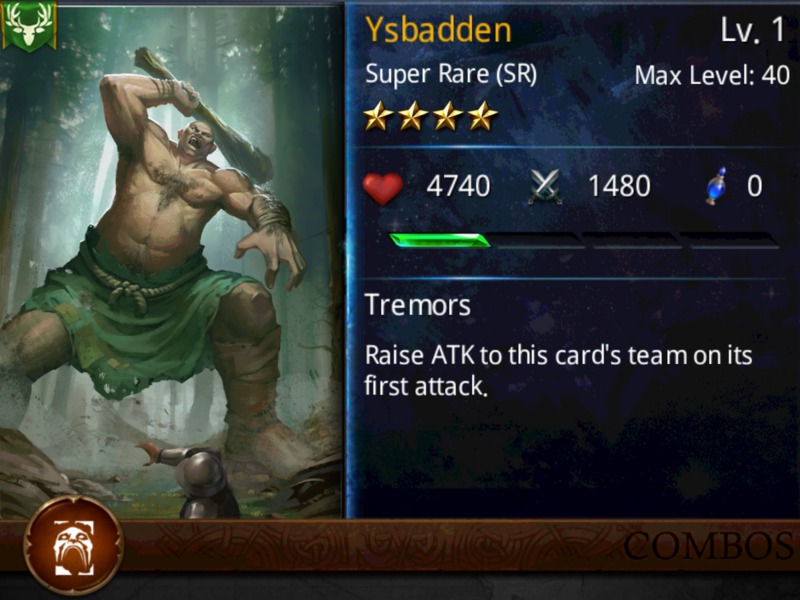 Ysbadden
Lv. 1
Super Rare (SR)
Max Level: 40
4740
1480
0
Tremors
Raise ATK to this card's team on its
first attack.
COMBOS